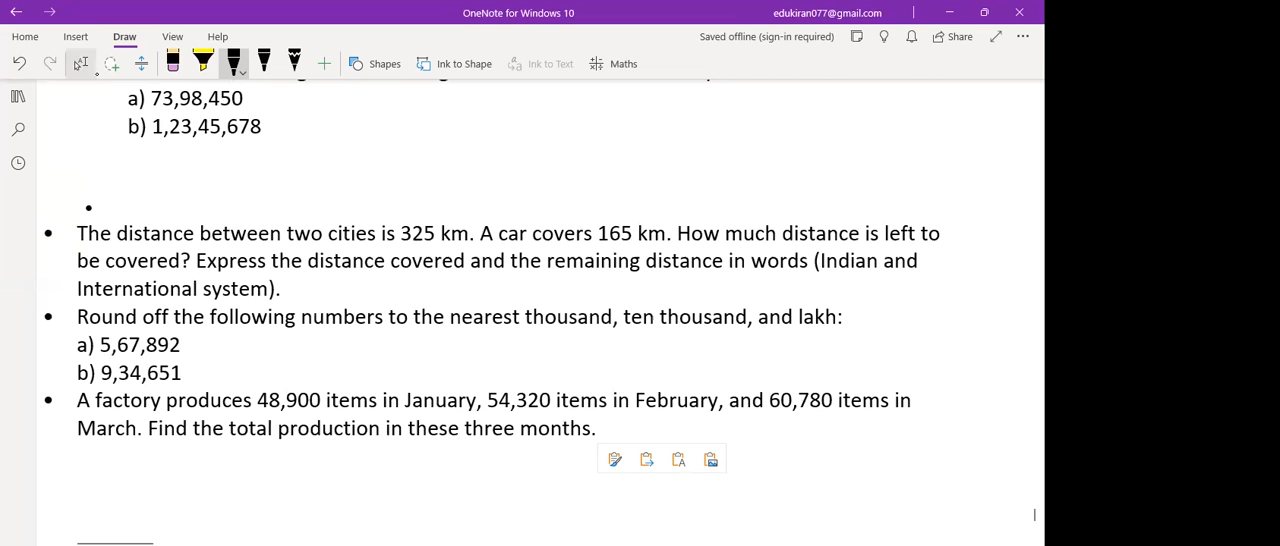 OneNote for Windows 10
edukiran077@gmail.com
Home Insert Draw View Help
Saved offline (sign-in required)
Share
Shapes
Ink to Shape
Ink to Text
Maths
a) 73,98,450
b) 1,23,45,678
•
• The distance between two cities is 325 km. A car covers 165 km. How much distance is left to
be covered? Express the distance covered and the remaining distance in words (Indian and
International system).
• Round off the following numbers to the nearest thousand, ten thousand, and lakh:
a) 5,67,892
b) 9,34,651
• A factory produces 48,900 items in January, 54,320 items in February, and 60,780 items in
March. Find the total production in these three months.